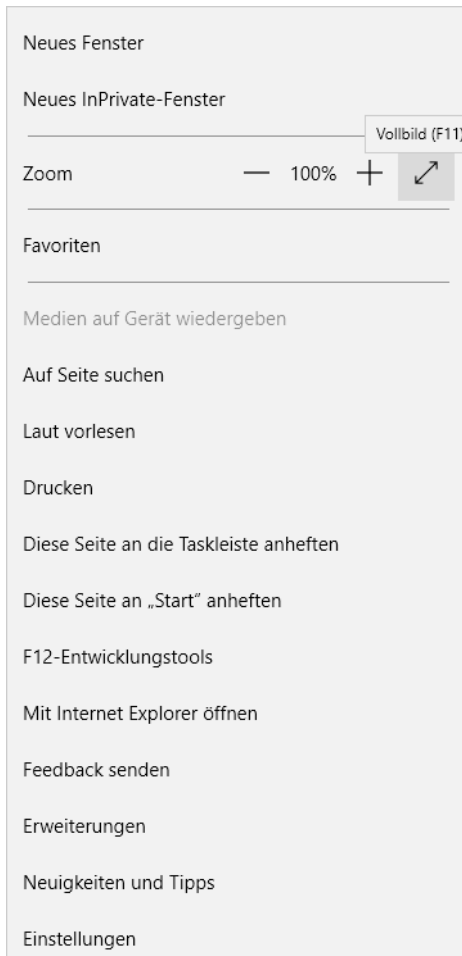 Neues Fenster
Neues InPrivate-Fenster
Vollbild (F11)
Zoom — 100% +
Favoriten
Medien auf Gerät wiedergeben
Auf Seite suchen
Laut vorlesen
Drucken
Diese Seite an die Taskleiste anheften
Diese Seite an „Start“ anheften
F12-Entwicklungstools
Mit Internet Explorer öffnen
Feedback senden
Erweiterungen
Neuigkeiten und Tipps
Einstellungen